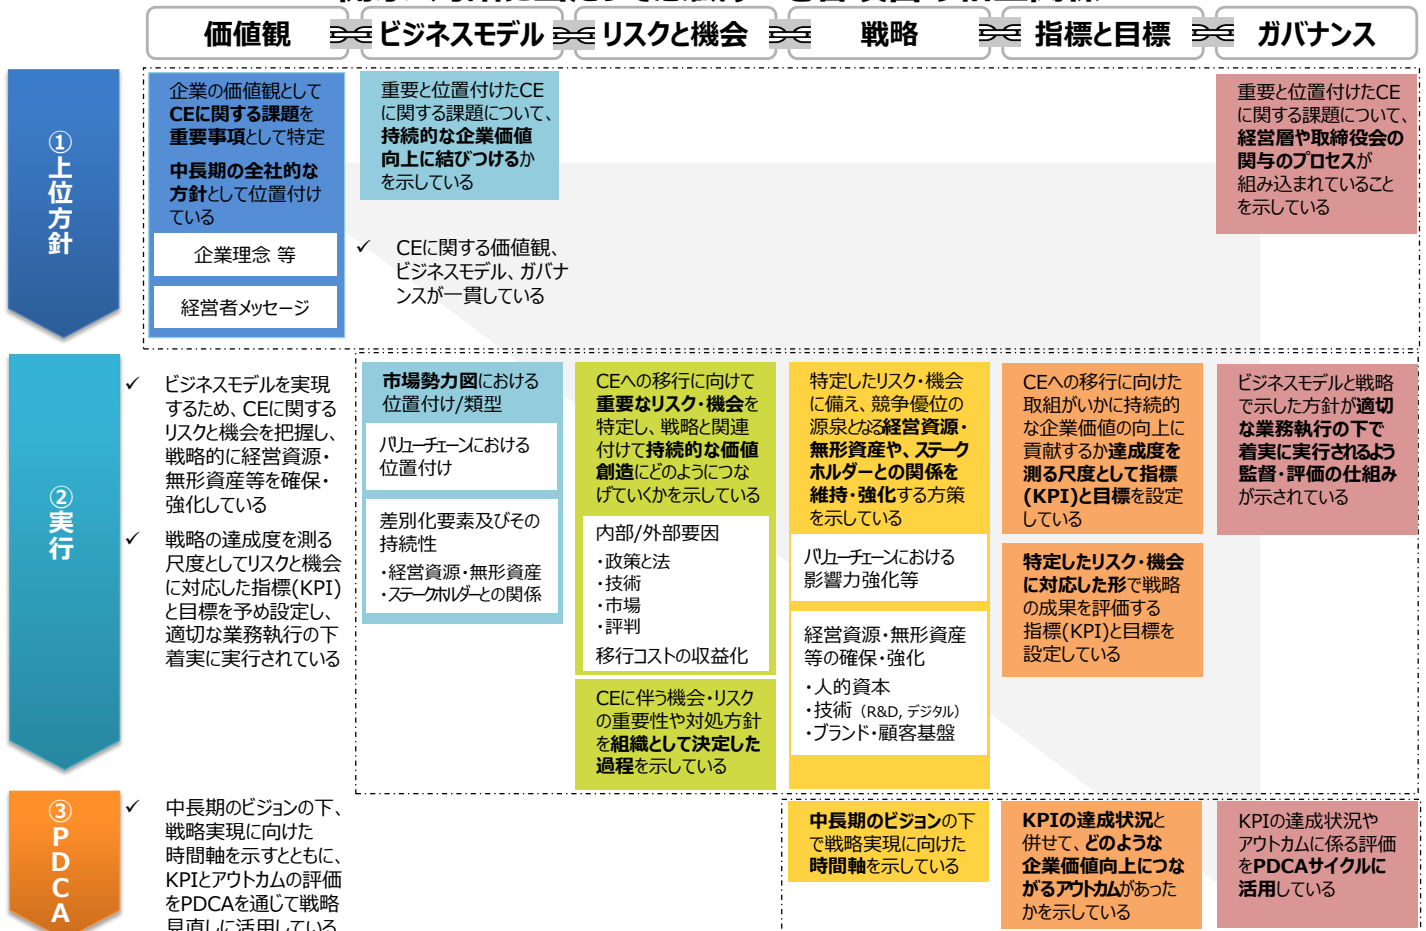 価値観
ビジネスモデル
リスクと機会
戦略
指標と目標
ガバナンス
①上位方針
企業の価値観として
CEに関する課題を
重要事項として特定
中長期の全社的な
方針として位置付け
ている
企業理念 等
経営者メッセージ
重要と位置付けたCE
に関する課題について、
持続的な企業価値
向上に結びつけるか
を示している
✓ CEに関する価値観、
ビジネスモデル、ガバナ
ンスが一貫している
重要と位置付けたCE
に関する課題について、
経営層や取締役会の
関与のプロセスが
組み込まれていること
を示している
②実行
✓ ビジネスモデルを実現
するため、CEに関する
リスクと機会を把握し、
戦略的に経営資源・
無形資産等を確保・
強化している
✓ 戦略の達成度を測る
尺度としてリスクと機会
に対応した指標(KPI)
と目標を予め設定し、
適切な業務執行の下
着実に実行されている
市場勢力図における
位置付け/類型
バリューチェーンにおける
位置付け
差別化要素及びその
持続性
・経営資源・無形資産
・ステークホルダーとの関係
CEへの移行に向けて
重要なリスク・機会を
特定し、戦略と関連
付けて持続的な価値
創造にどのようにつな
げていくかを示している
内部/外部要因
・政策と法
・技術
・市場
・評判
移行コストの収益化
CEに伴う機会・リスク
の重要性や対処方針
を組織として決定した
過程を示している
特定したリスク・機会
に備え、競争優位の
源泉となる経営資源・
無形資産や、ステーク
ホルダーとの関係を
維持・強化する方策
を示している
バリューチェーンにおける
影響力強化等
経営資源・無形資産
等の確保・強化
・人的資本
・技術（R&D, デジタル）
・ブランド・顧客基盤
CEへの移行に向けた
取組がいかに持続的
な企業価値の向上に
貢献するか達成度を
測る尺度として指標
(KPI)と目標を設定
している
特定したリスク・機会
に対応した形で戦略
の成果を評価する
指標(KPI)と目標を
設定している
ビジネスモデルと戦略
で示した方針が適切
な業務執行の下で
着実に実行されるよう
監督・評価の仕組み
が示されている
③PDCA
✓ 中長期のビジョンの下、
戦略実現に向けた
時間軸を示すとともに、
KPIとアウトカムの評価
をPDCAを通じて戦略
見直しに活用している
中長期のビジョンの下
で戦略実現に向けた
時間軸を示している
KPIの達成状況と
併せて、どのような
企業価値向上につな
がるアウトカムがあった
かを示している
KPIの達成状況や
アウトカムに係る評価
をPDCAサイクルに
活用している